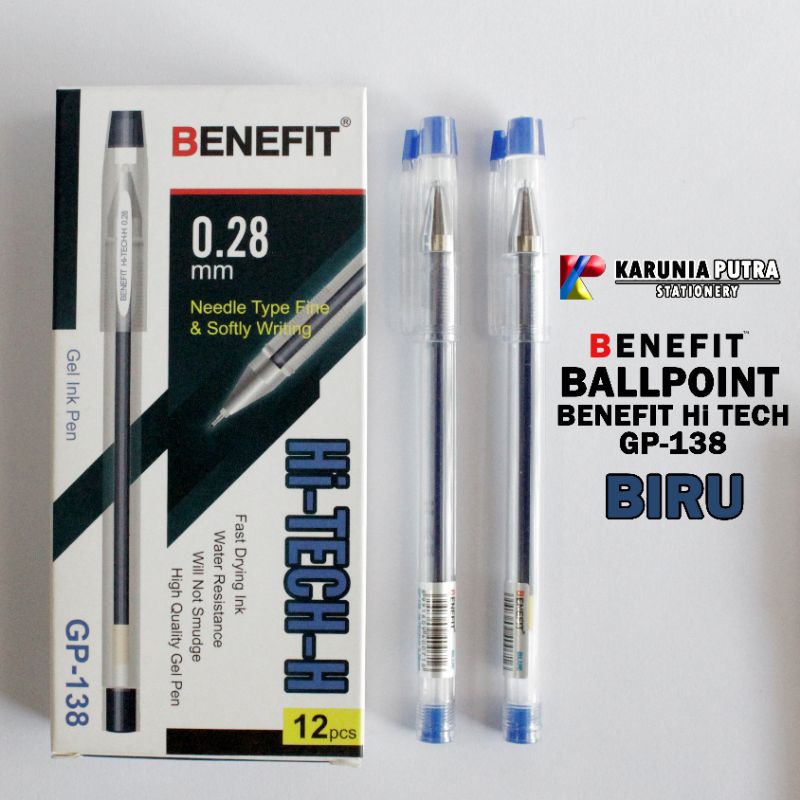 BENEFIT®
0.28
mm
Needle Type Fine
& Softly Writing
BENEFIT HI-TECH-H 0.28
Gel Ink Pen
GP-138
Hi-TECH-H
Fast Drying Ink
Water Resistance
Will Not Smudge
High Quality Gel Pen
12pcs
BENEFIT
BENEFIT
KARUNIA PUTRA
STATIONERY
BENEFIT™
BALLPOINT
BENEFIT Hi TECH
GP-138
BIRU